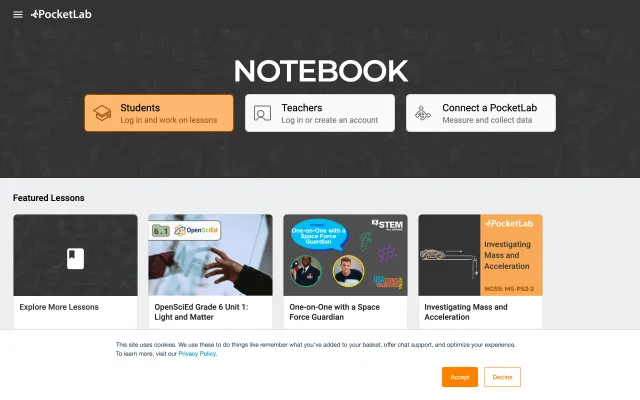 PocketLab
NOTEBOOK
Students
Log in and work on lessons
Teachers
Log in or create an account
Connect a PocketLab
Measure and collect data
Featured Lessons
6.1
OpenSciEd
One-on-One with a
Space Force
Guardian
STEM
PocketLab
Investigating
Mass and
Acceleration
NGSS: MS-PS2-2
Explore More Lessons
OpenSciEd Grade 6 Unit 1:
Light and Matter
One-on-One with a Space
Force Guardian
Investigating Mass and
Acceleration
This site uses cookies. We use these to do things like remember what you've added to your basket, offer chat support, and optimize your experience.
To learn more, visit our Privacy Policy.
Accept
Decline